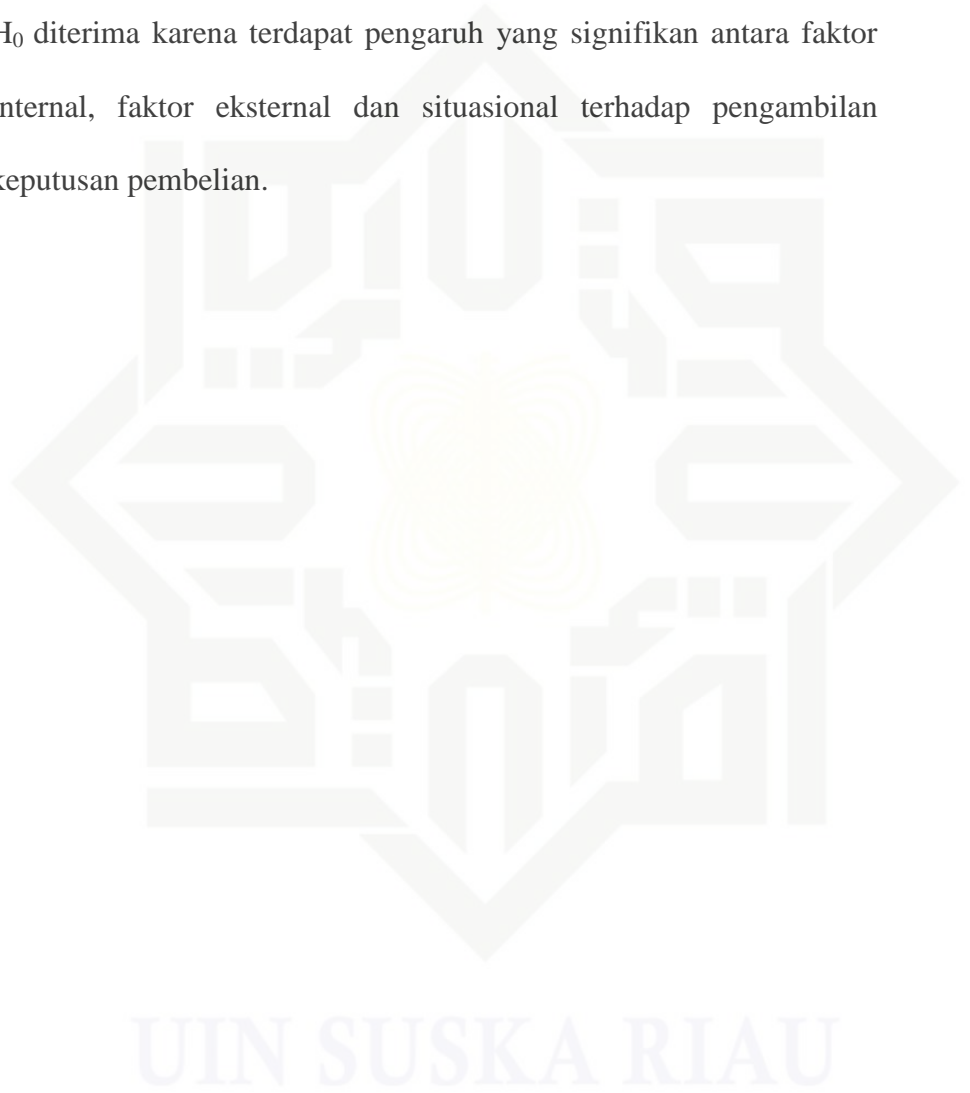 H₀ diterima karena terdapat pengaruh yang signifikan antara faktor
internal, faktor eksternal dan situasional terhadap pengambilan
keputusan pembelian.
UIN SUSKA RIAU